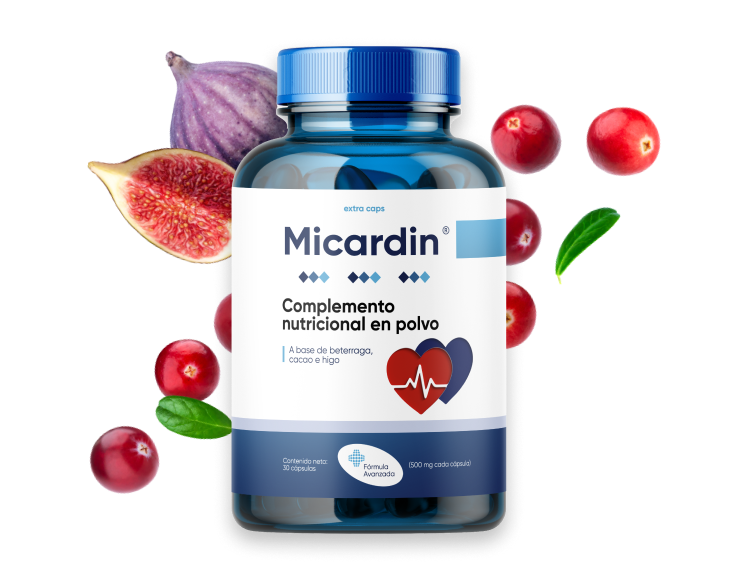 extra caps
Micardin®
Complemento
nutricional en polvo
A base de beterraga,
cacao e higo
Contenido neto:
30 cápsulas
Fórmula
Avanzada
(500 mg cada cápsula)